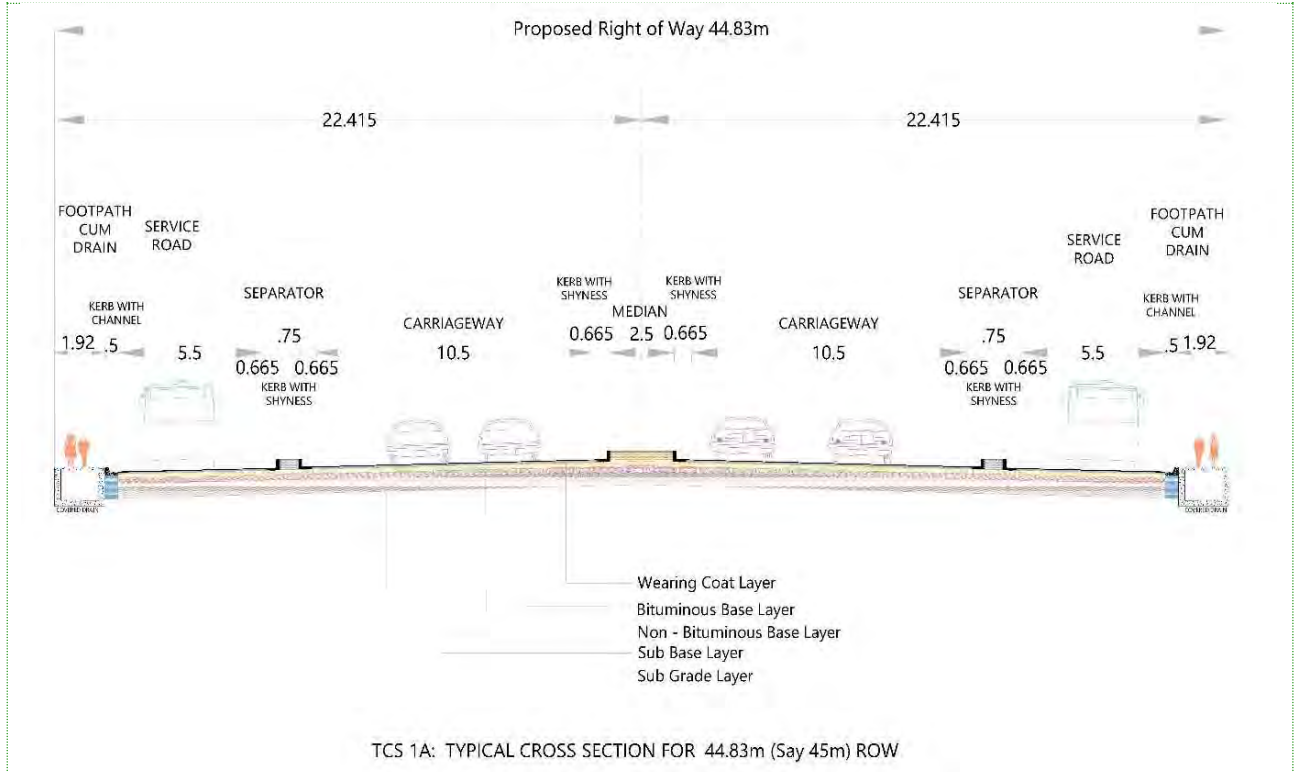 Proposed Right of Way 44.83m
22.415
22.415
FOOTPATH
CUM
DRAIN
SERVICE
ROAD
KERB WITH
CHANNEL
1.92
.5
5.5
SEPARATOR
.75
0.665 0.665
KERB WITH
SHYNESS
CARRIAGEWAY
10.5
KERB WITH
SHYNESS
0.665
MEDIAN
2.5
KERB WITH
SHYNESS
0.665
CARRIAGEWAY
10.5
SEPARATOR
.75
0.665 0.665
KERB WITH
SHYNESS
SERVICE
ROAD
5.5
FOOTPATH
CUM
DRAIN
KERB WITH
CHANNEL
.5
1.92
COVERED DRAIN
COVERED DRAIN
Wearing Coat Layer
Bituminous Base Layer
Non - Bituminous Base Layer
Sub Base Layer
Sub Grade Layer
TCS 1A: TYPICAL CROSS SECTION FOR 44.83m (Say 45m) ROW